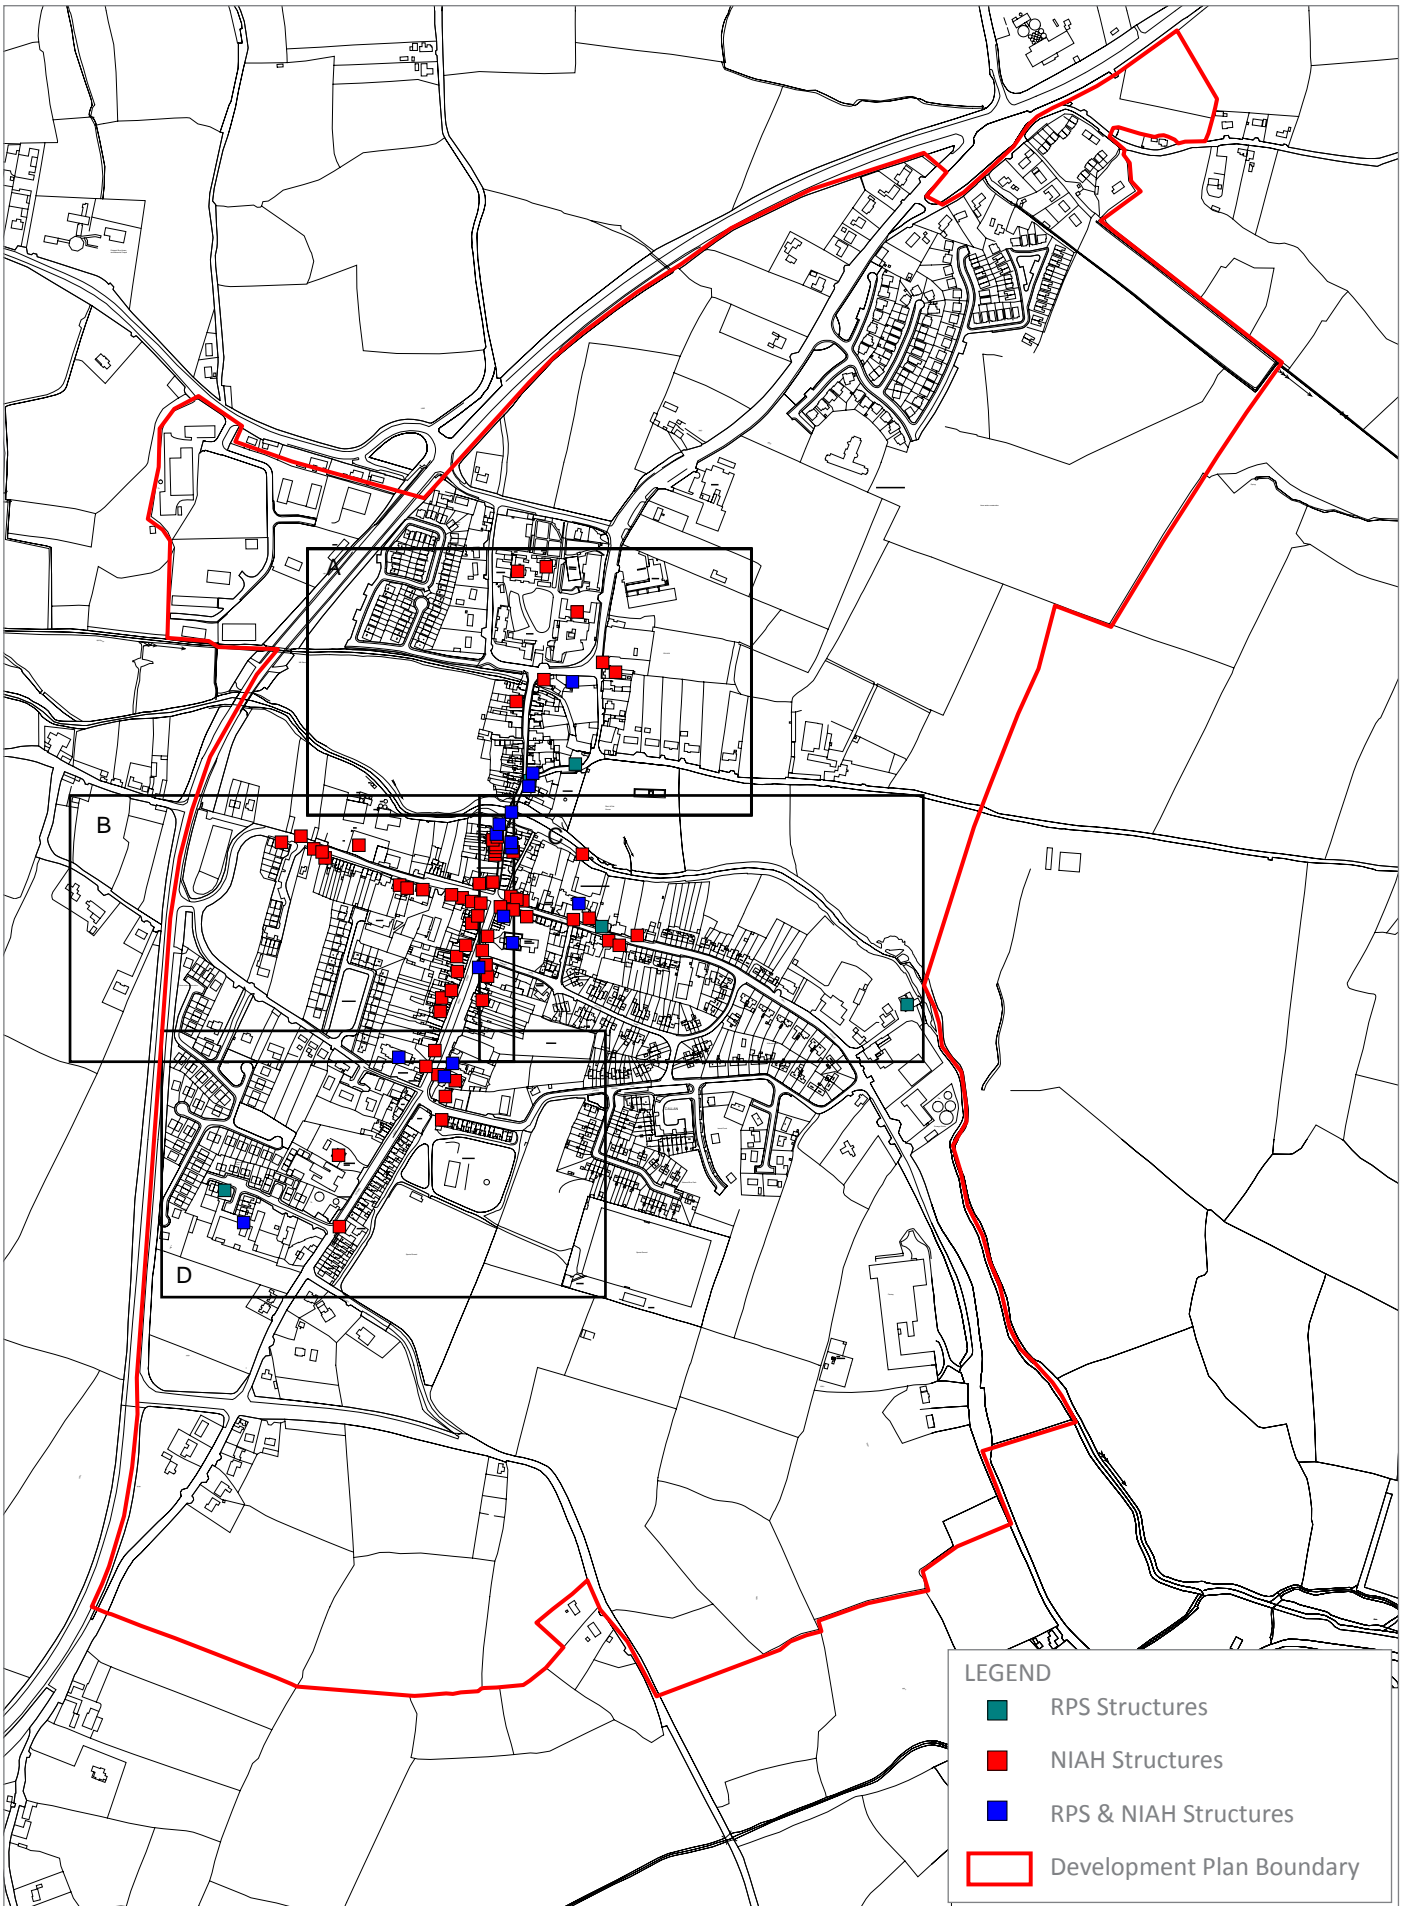 A
B
C
D
LEGEND
RPS Structures
NIAH Structures
RPS & NIAH Structures
Development Plan Boundary